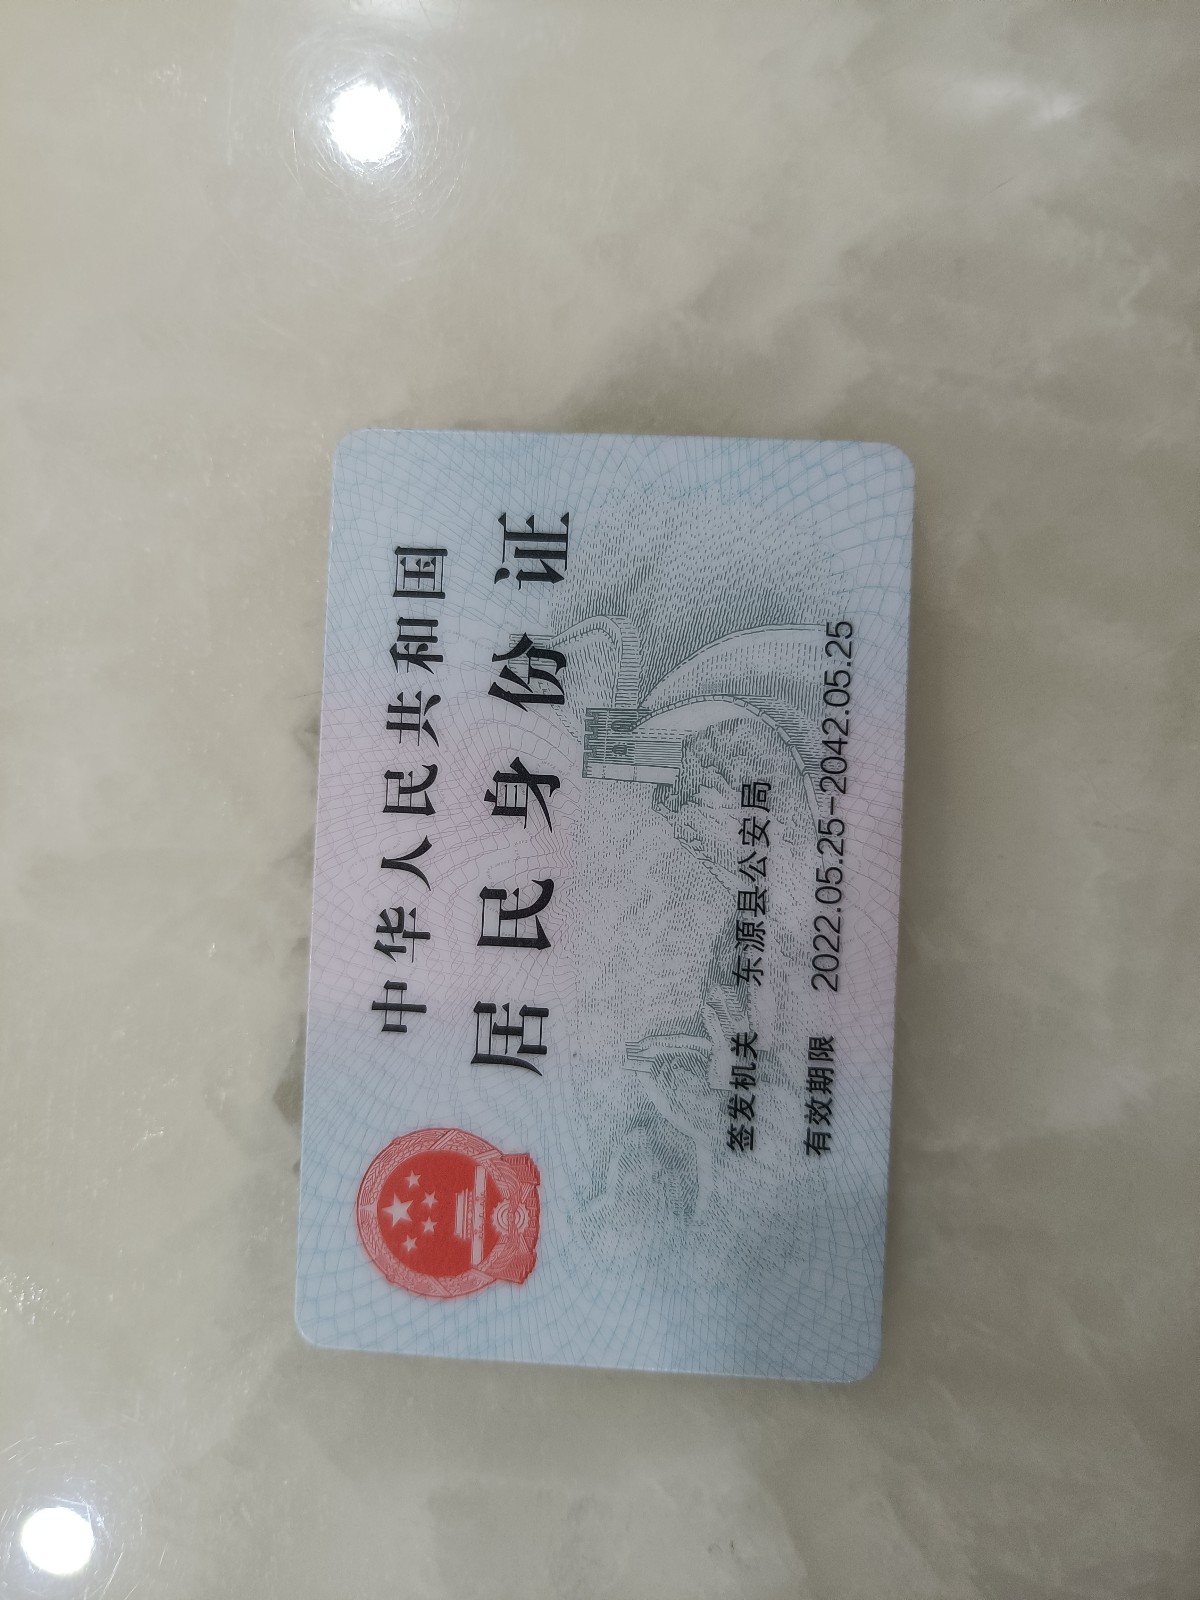 中华人民共和国
居民身份证
签发机关 东源县公安局
有效期限 2022.05.25-2042.05.25